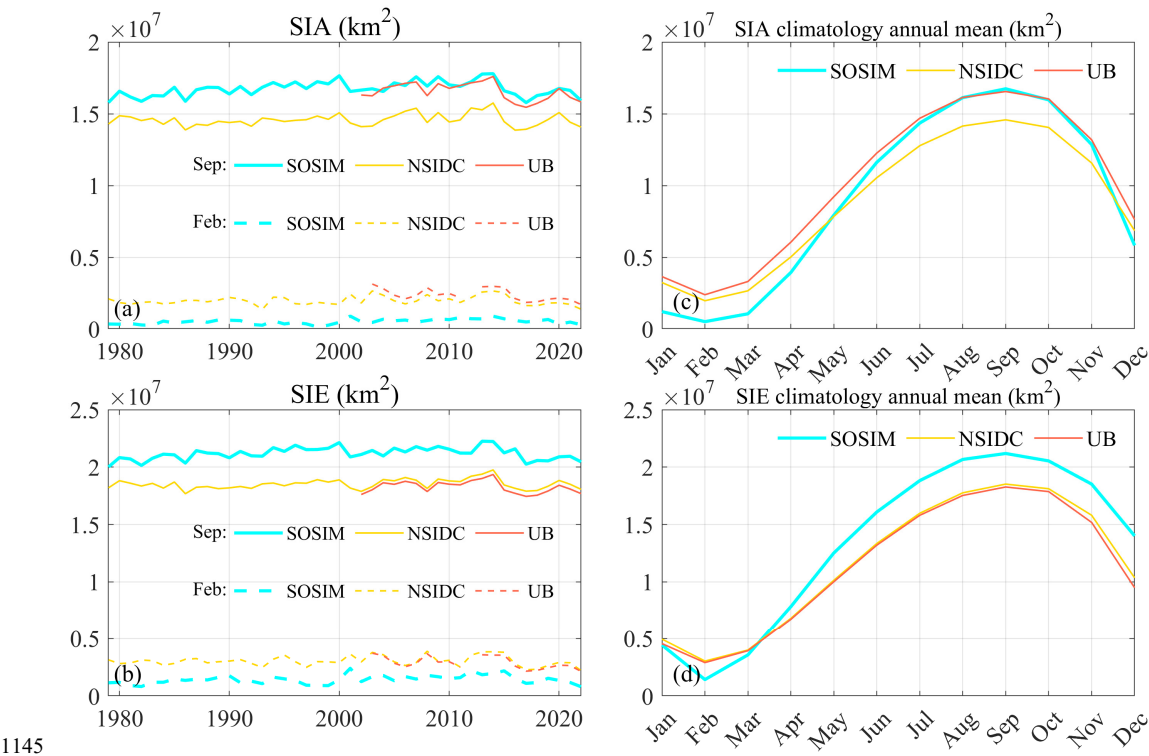 SIA (km²)
×10⁷
2
1.5
1
0.5
0
Sep: SOSIM NSIDC UB
Feb: SOSIM NSIDC UB
(a)
1980 1990 2000 2010 2020
SIA climatology annual mean (km²)
×10⁷
SOSIM NSIDC UB
2
1.5
1
0.5
0
(c)
Jan Feb Mar Apr May Jun Jul Aug Sep Oct Nov Dec
SIE (km²)
×10⁷
2.5
2
1.5
1
0.5
0
Sep: SOSIM NSIDC UB
Feb: SOSIM NSIDC UB
(b)
1980 1990 2000 2010 2020
SIE climatology annual mean (km²)
×10⁷
SOSIM NSIDC UB
2.5
2
1.5
1
0.5
0
(d)
Jan Feb Mar Apr May Jun Jul Aug Sep Oct Nov Dec
1145